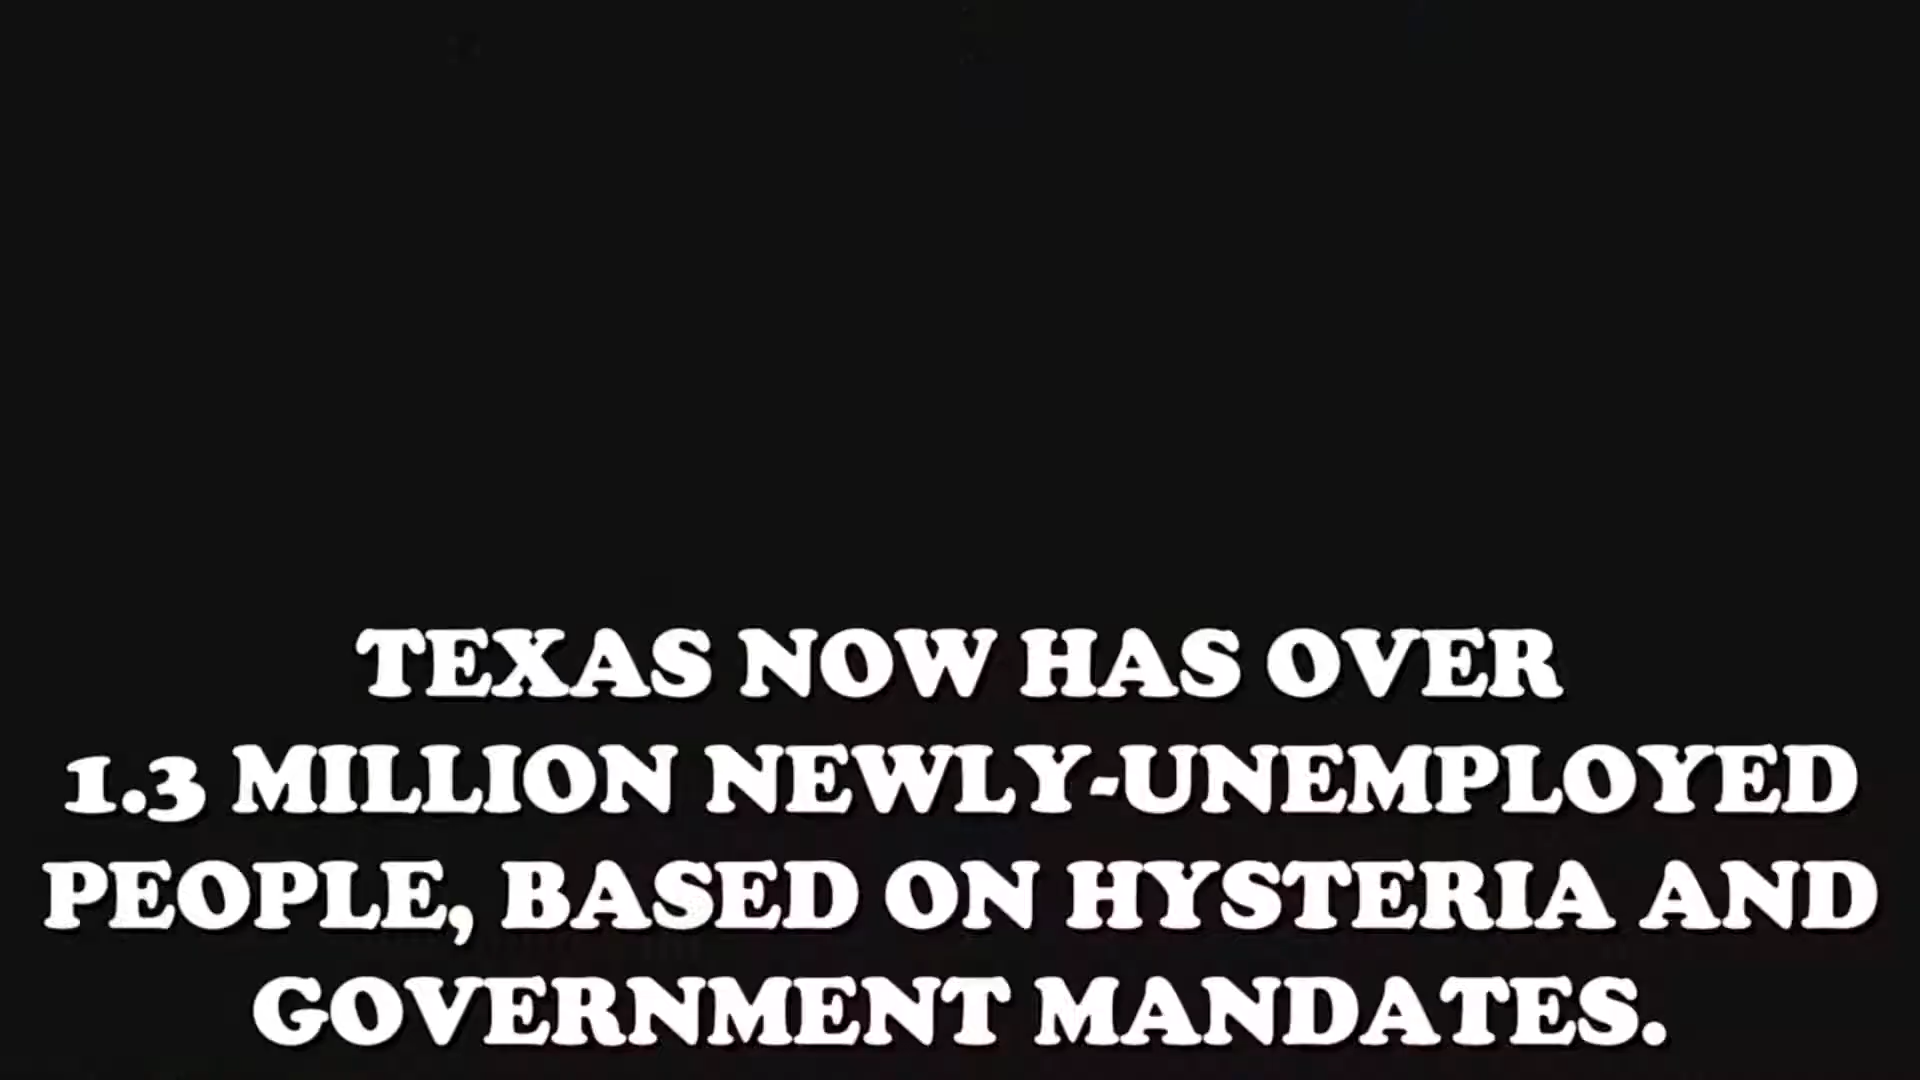 TEXAS NOW HAS OVER
1.3 MILLION NEWLY-UNEMPLOYED
PEOPLE, BASED ON HYSTERIA AND
GOVERNMENT MANDATES.